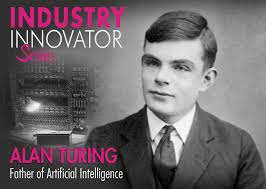 INDUSTRY
INNOVATOR
Series
ALAN TURING
Father of Artificial Intelligence